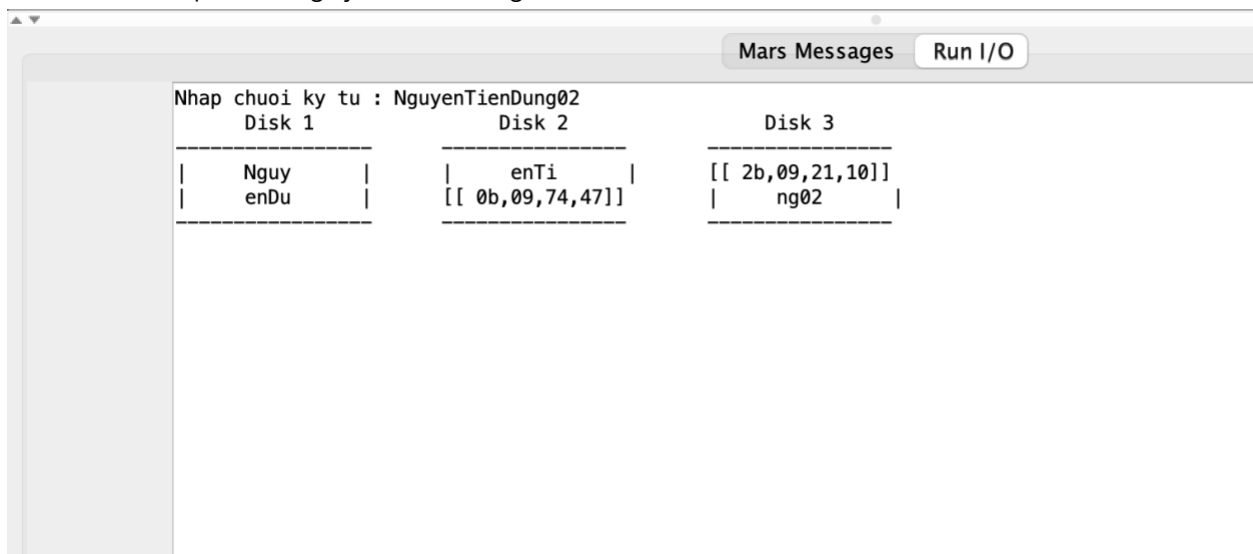 Mars Messages Run I/O
Nhap chuoi ky tu : NguyenTienDung02
Disk 1 Disk 2 Disk 3
---------------- ---------------- ----------------
| Nguy | | enTi | [[ 2b,09,21,10]]
| enDu | [[ 0b,09,74,47]] | ng02 |
---------------- ---------------- ----------------